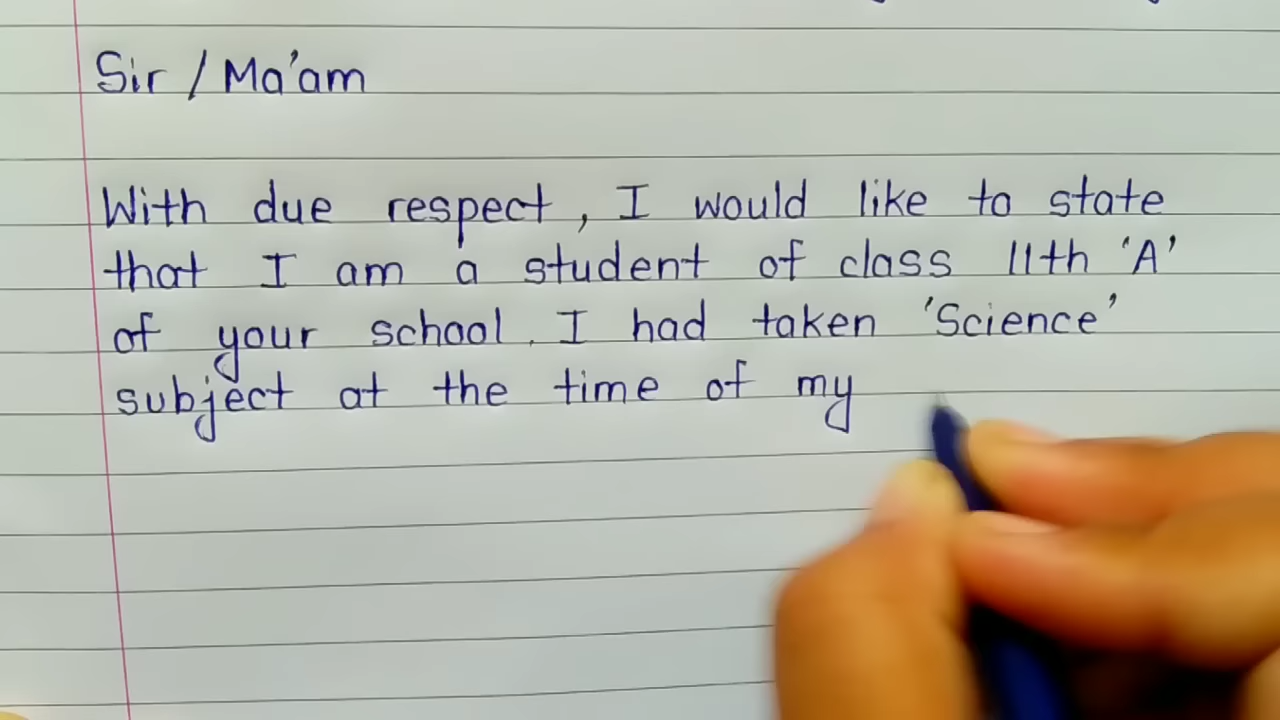 Sir / Ma'am
With due respect, I would like to state
that I am a student of class 11th 'A'
of your school. I had taken 'Science'
subject at the time of my